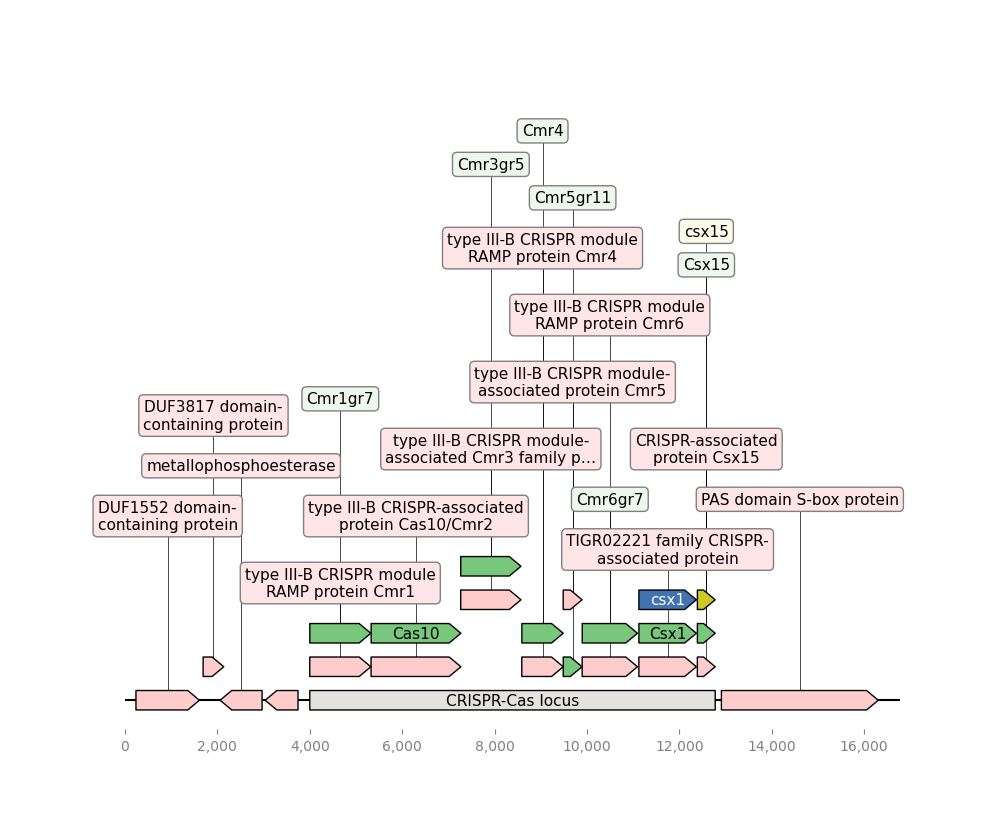 Cmr4
Cmr3gr5
Cmr5gr11
csx15
type III-B CRISPR module
RAMP protein Cmr4
Csx15
type III-B CRISPR module
RAMP protein Cmr6
type III-B CRISPR module-
associated protein Cmr5
Cmr1gr7
DUF3817 domain-
containing protein
type III-B CRISPR module-
associated Cmr3 family p…
CRISPR-associated
protein Csx15
metallophosphoesterase
Cmr6gr7
PAS domain S-box protein
DUF1552 domain-
containing protein
type III-B CRISPR-associated
protein Cas10/Cmr2
TIGR02221 family CRISPR-
associated protein
type III-B CRISPR module
RAMP protein Cmr1
csx1
Cas10
Csx1
CRISPR-Cas locus
0 2,000 4,000 6,000 8,000 10,000 12,000 14,000 16,000